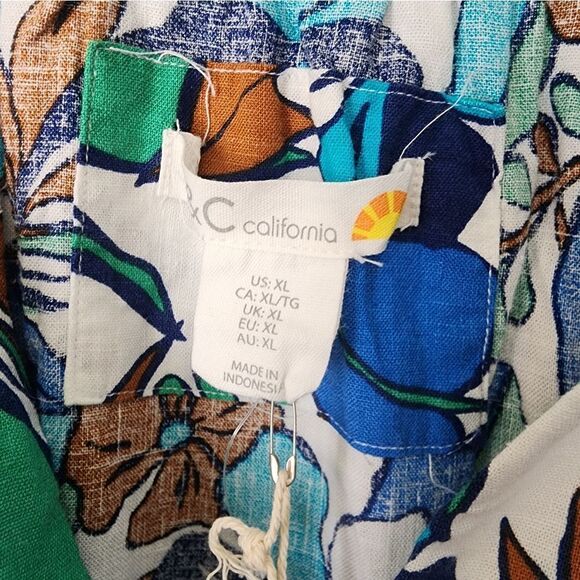 C california
US: XL
CA: XL/TG
UK: XL
EU: XL
AU: XL
MADE IN
INDONESIA